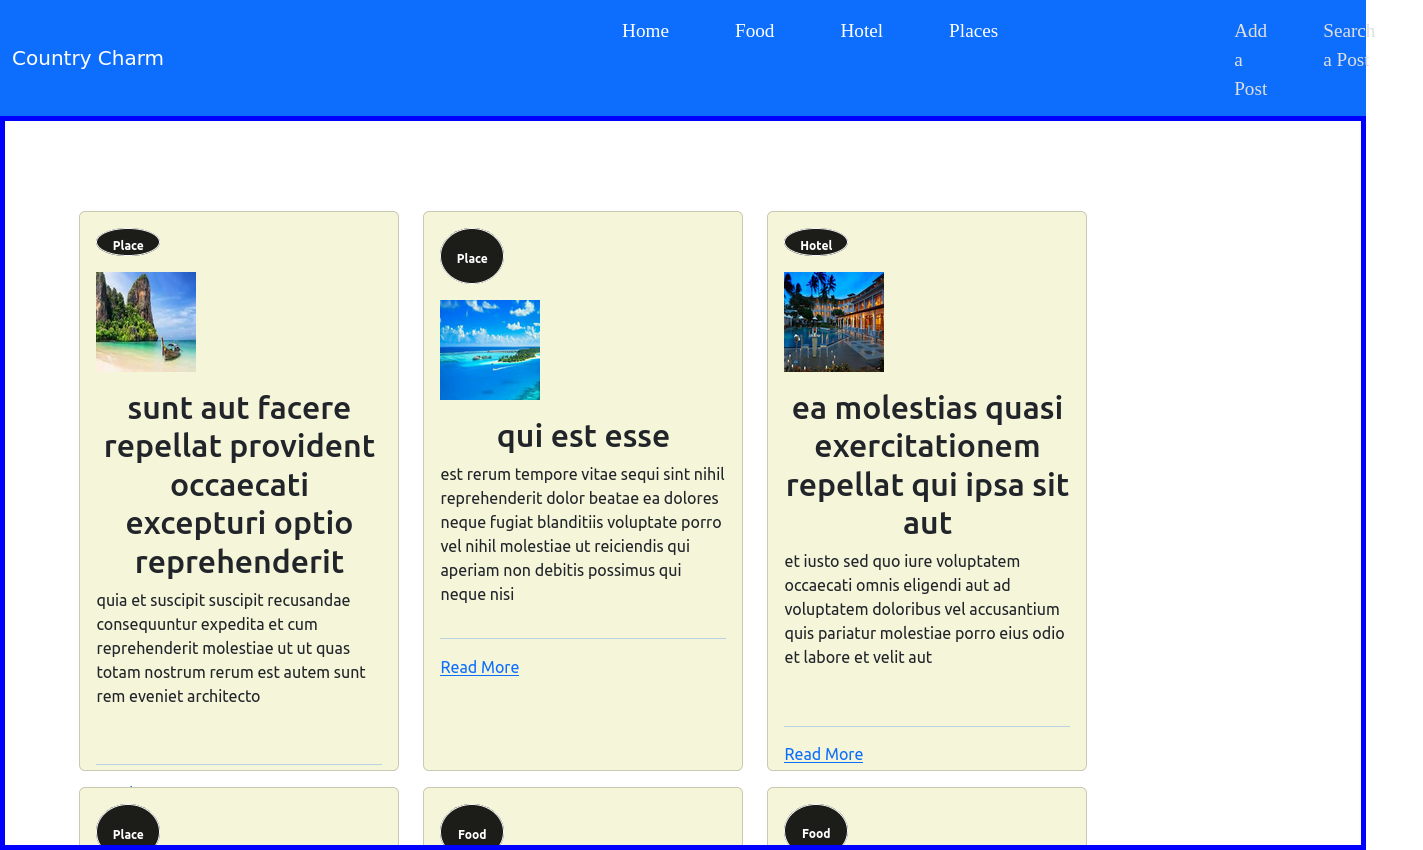 Home Food Hotel Places Add Search
Country Charm a a Post
Post
Place
sunt aut facere
repellat provident
occaecati
excepturi optio
reprehenderit
quia et suscipit suscipit recusandae
consequuntur expedita et cum
reprehenderit molestiae ut ut quas
totam nostrum rerum est autem sunt
rem eveniet architecto
Place
qui est esse
est rerum tempore vitae sequi sint nihil
reprehenderit dolor beatae ea dolores
neque fugiat blanditiis voluptate porro
vel nihil molestiae ut reiciendis qui
aperiam non debitis possimus qui
neque nisi
Read More
Hotel
ea molestias quasi
exercitationem
repellat qui ipsa sit
aut
et iusto sed quo iure voluptatem
occaecati omnis eligendi aut ad
voluptatem doloribus vel accusantium
quis pariatur molestiae porro eius odio
et labore et velit aut
Read More
Place
Food
Food